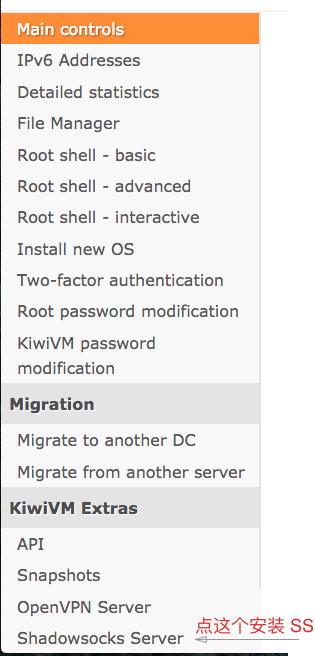 Main controls
IPv6 Addresses
Detailed statistics
File Manager
Root shell - basic
Root shell - advanced
Root shell - interactive
Install new OS
Two-factor authentication
Root password modification
KiwiVM password
modification
Migration
Migrate to another DC
Migrate from another server
KiwiVM Extras
API
Snapshots
OpenVPN Server
Shadowsocks Server
点这个安装 SS